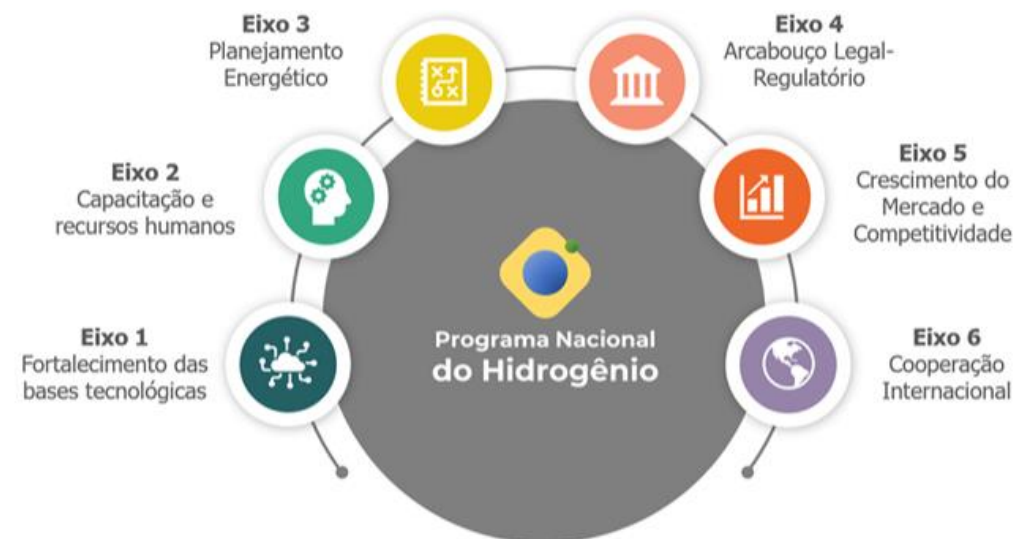 Eixo 3
Planejamento
Energético
Eixo 4
Arcabouço Legal-
Regulatório
Eixo 2
Capacitação e
recursos humanos
Eixo 5
Crescimento do
Mercado e
Competitividade
Programa Nacional
do Hidrogênio
Eixo 1
Fortalecimento das
bases tecnológicas
Eixo 6
Cooperação
Internacional